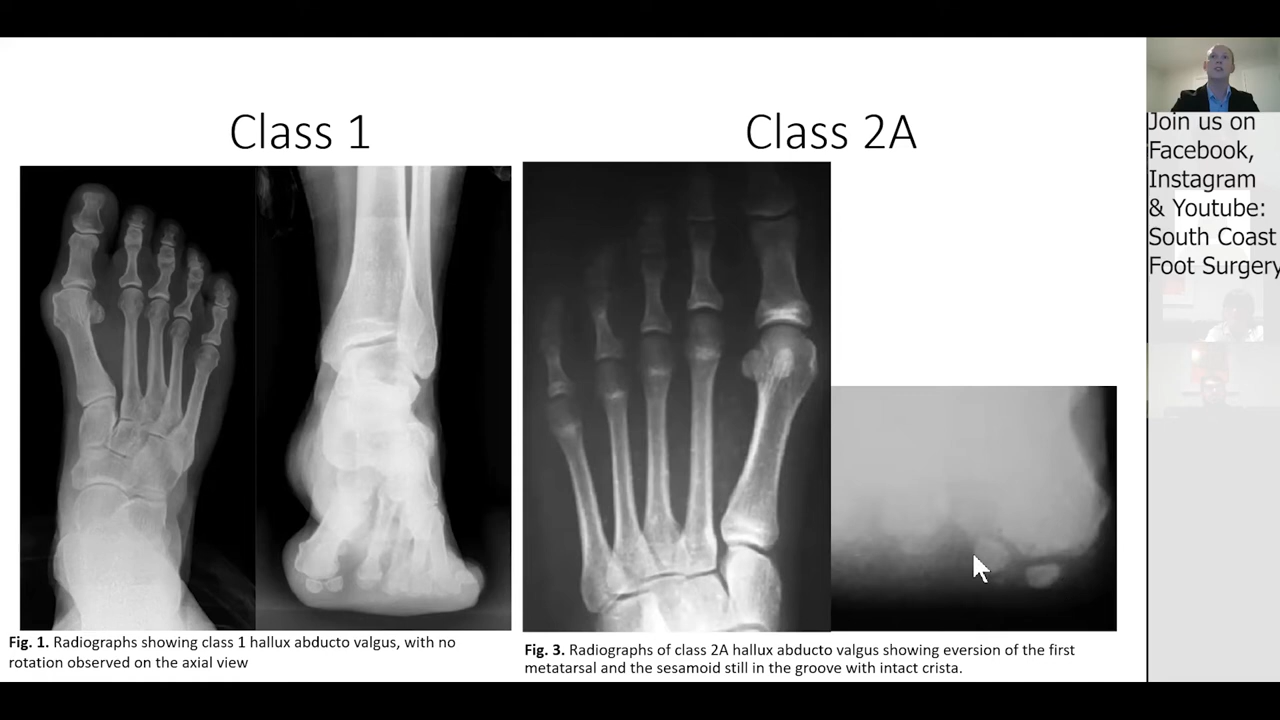 Class 1
Class 2A
Fig. 1. Radiographs showing class 1 hallux abducto valgus, with no
rotation observed on the axial view
Fig. 3. Radiographs of class 2A hallux abducto valgus showing eversion of the first
metatarsal and the sesamoid still in the groove with intact crista.
Join us on
Facebook,
Instagram
& Youtube:
South Coast
Foot Surgery